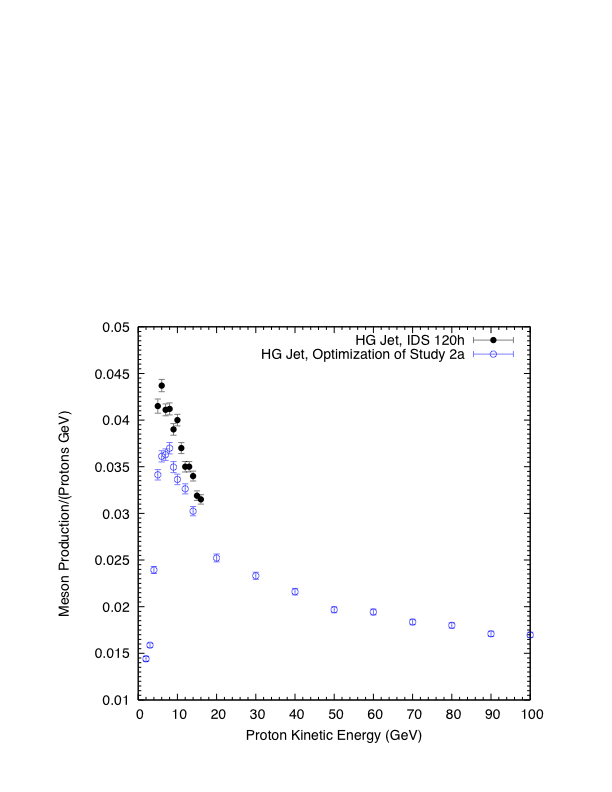 0.05
0.045
0.04
0.035
0.03
0.025
0.02
0.015
0.01
Meson Production/(Protons GeV)
HG Jet, IDS 120h
HG Jet, Optimization of Study 2a
0 10 20 30 40 50 60 70 80 90 100
Proton Kinetic Energy (GeV)